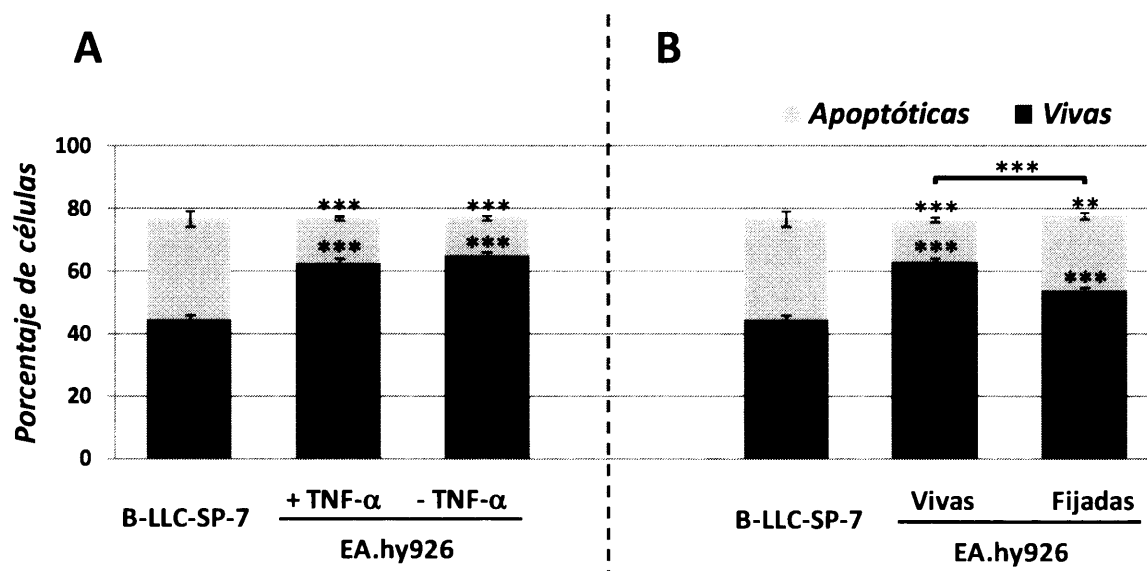 A
B
Apoptóticas Vivas
Porcentaje de células
100
80
60
40
20
0
*** ***
*** ***
***
*** **
*** ***
B-LLC-SP-7
+ TNF-α - TNF-α
EA.hy926
B-LLC-SP-7
Vivas Fijadas
EA.hy926